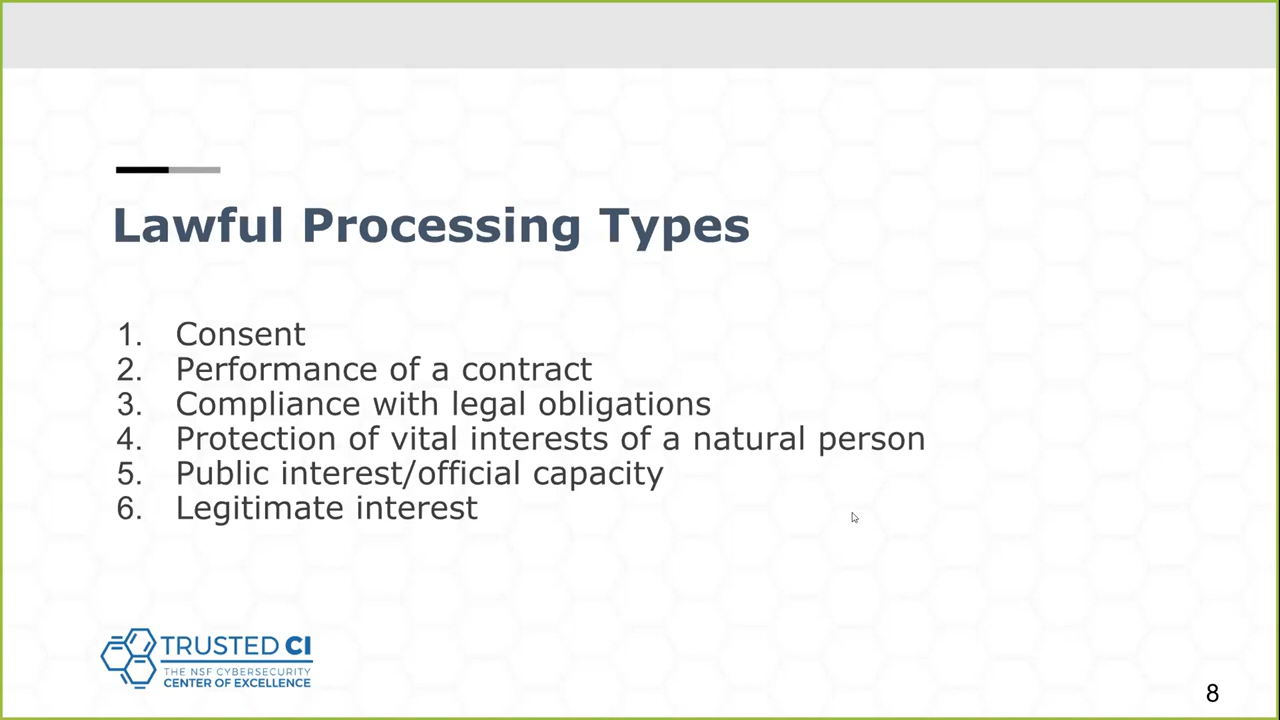 Lawful Processing Types
1. Consent
2. Performance of a contract
3. Compliance with legal obligations
4. Protection of vital interests of a natural person
5. Public interest/official capacity
6. Legitimate interest
TRUSTED CI
THE NSF CYBERSECURITY
CENTER OF EXCELLENCE
8